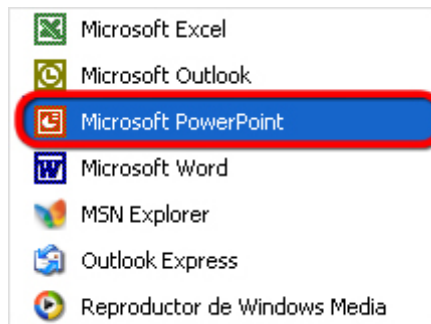 Microsoft Excel
Microsoft Outlook
Microsoft PowerPoint
Microsoft Word
MSN Explorer
Outlook Express
Reproductor de Windows Media